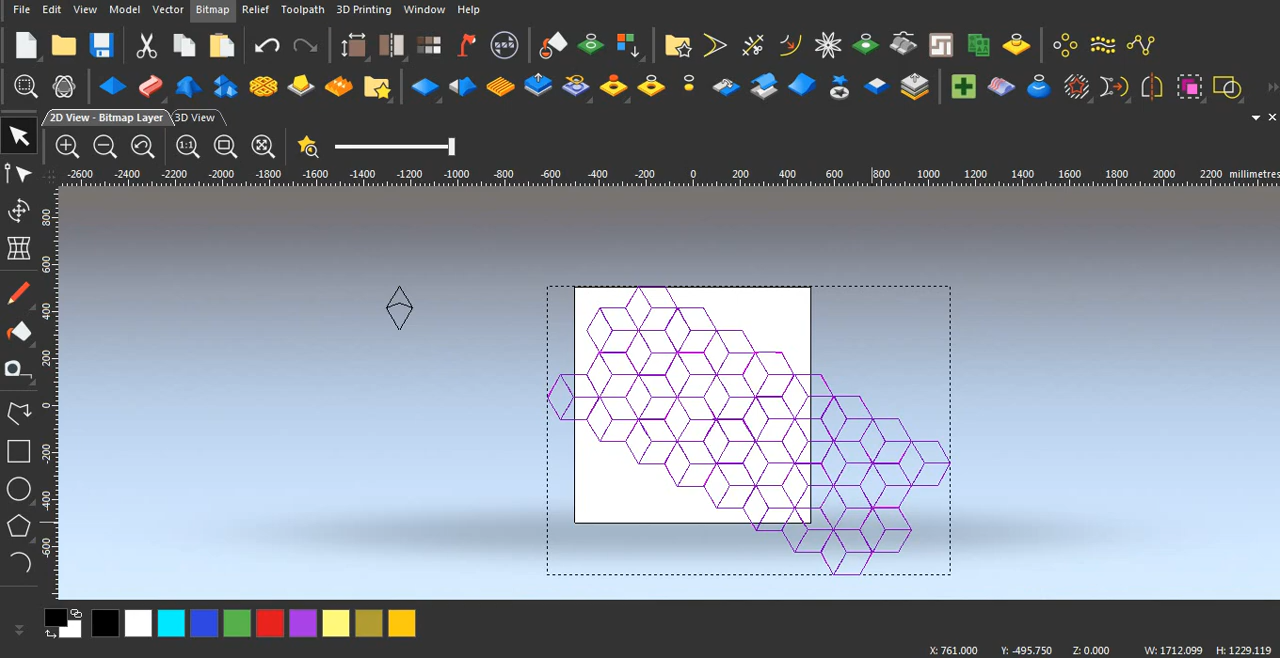 File Edit View Model Vector Bitmap Relief Toolpath 3D Printing Window Help
2D View - Bitmap Layer 3D View
1:1
-2600 -2400 -2200 -2000 -1800 -1600 -1400 -1200 -1000 -800 -600 -400 -200 0 200 400 600 800 1000 1200 1400 1600 1800 2000 2200 millimetres
800
600
400
200
0
-200
-400
-600
X: 761.000 Y: -495.750 Z: 0.000 W: 1712.099 H: 1229.119